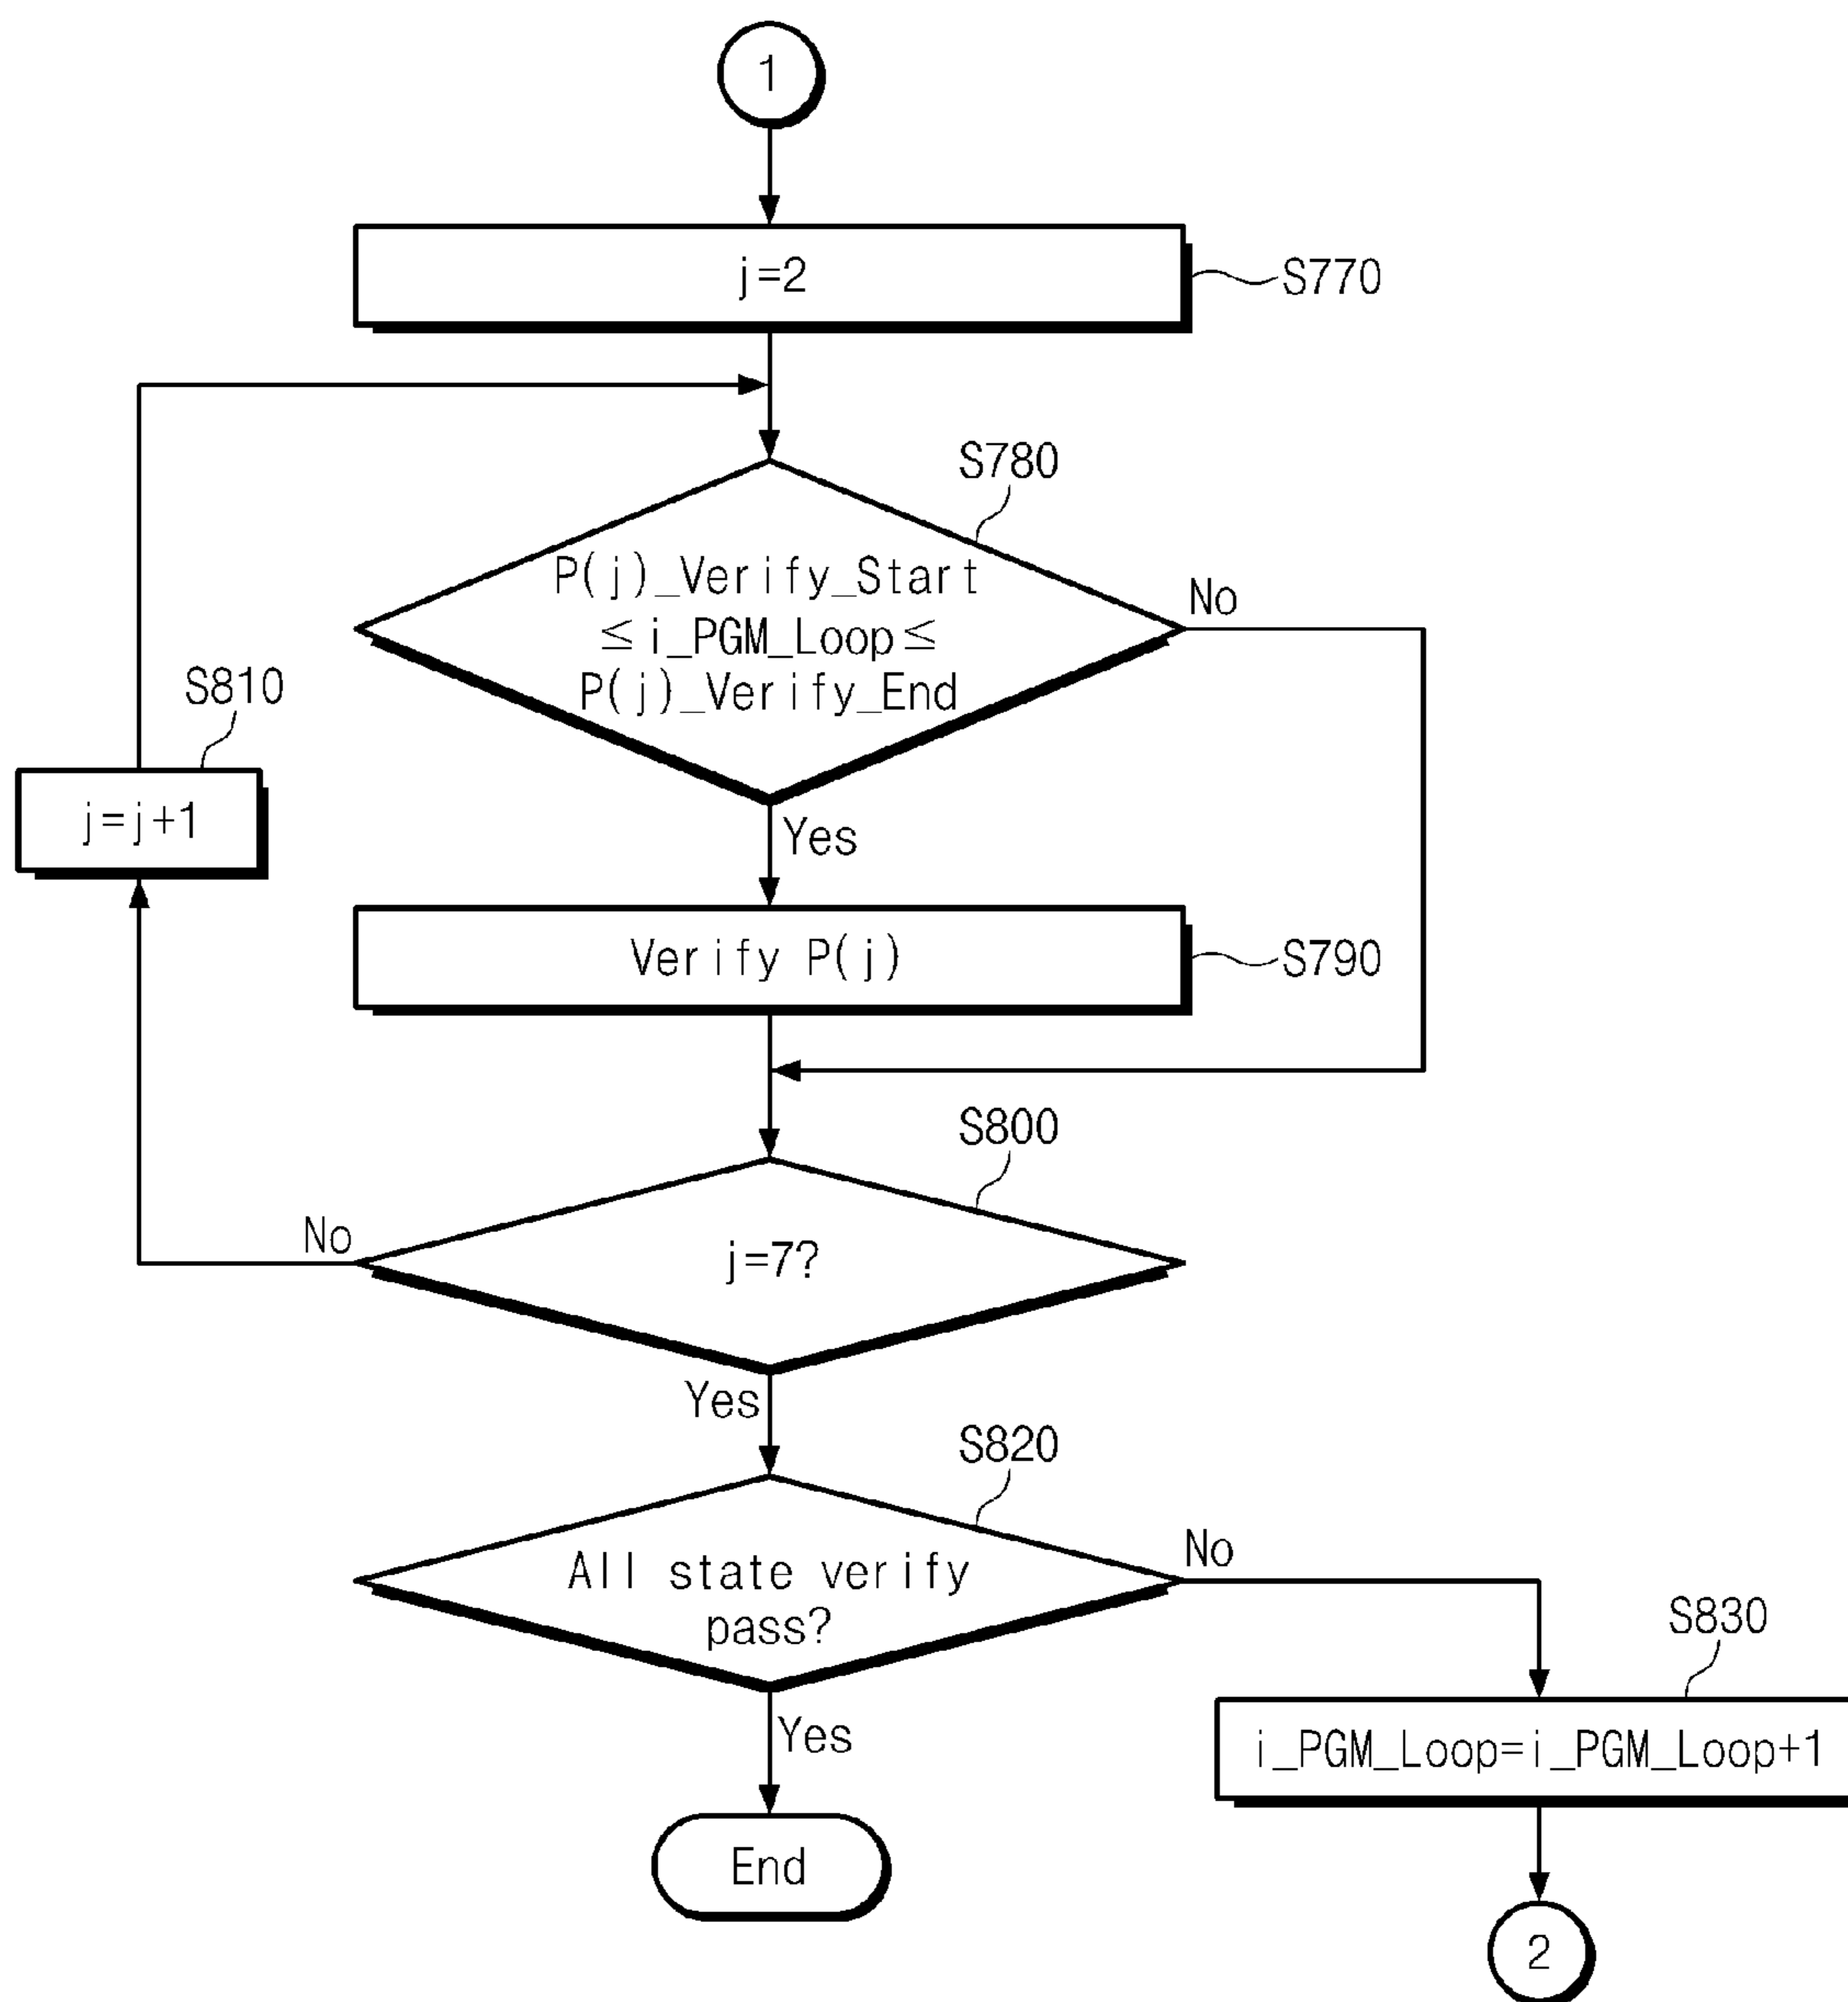 1
j=2
S770
S780
P(j)_Verify_Start
≤i_PGM_Loop≤
P(j)_Verify_End
No
S810
j=j+1
Yes
Verify P(j)
S790
S800
No
j=7?
Yes
S820
All state verify
pass?
No
S830
Yes
i_PGM_Loop=i_PGM_Loop+1
End
2